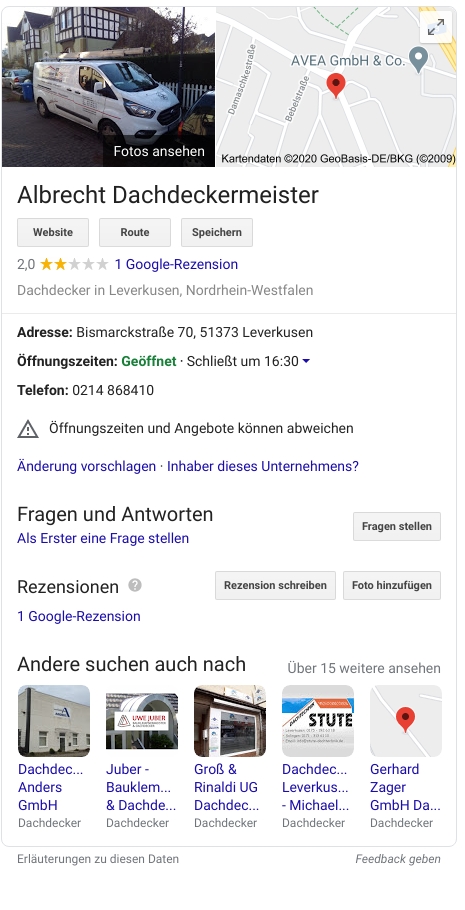 AVEA GmbH & Co.
Damaschkestraße
Bebelstraße
Fotos ansehen
Kartendaten ©2020 GeoBasis-DE/BKG (©2009)
Albrecht Dachdeckermeister
Website Route Speichern
2,0 1 Google-Rezension
Dachdecker in Leverkusen, Nordrhein-Westfalen
Adresse: Bismarckstraße 70, 51373 Leverkusen
Öffnungszeiten: Geöffnet · Schließt um 16:30
Telefon: 0214 868410
Öffnungszeiten und Angebote können abweichen
Änderung vorschlagen · Inhaber dieses Unternehmens?
Fragen und Antworten
Fragen stellen
Als Erster eine Frage stellen
Rezensionen ? Rezension schreiben Foto hinzufügen
1 Google-Rezension
Andere suchen auch nach Über 15 weitere ansehen
UWE JUBER
STUTE
Dachdec...
Anders
GmbH
Dachdecker
Juber -
Bauklem...
& Dachde...
Dachdecker
Groß &
Rinaldi UG
Dachdec...
Dachdecker
Dachdec...
Leverkus...
- Michael...
Dachdecker
Gerhard
Zager
GmbH Da...
Dachdecker
Erläuterungen zu diesen Daten Feedback geben